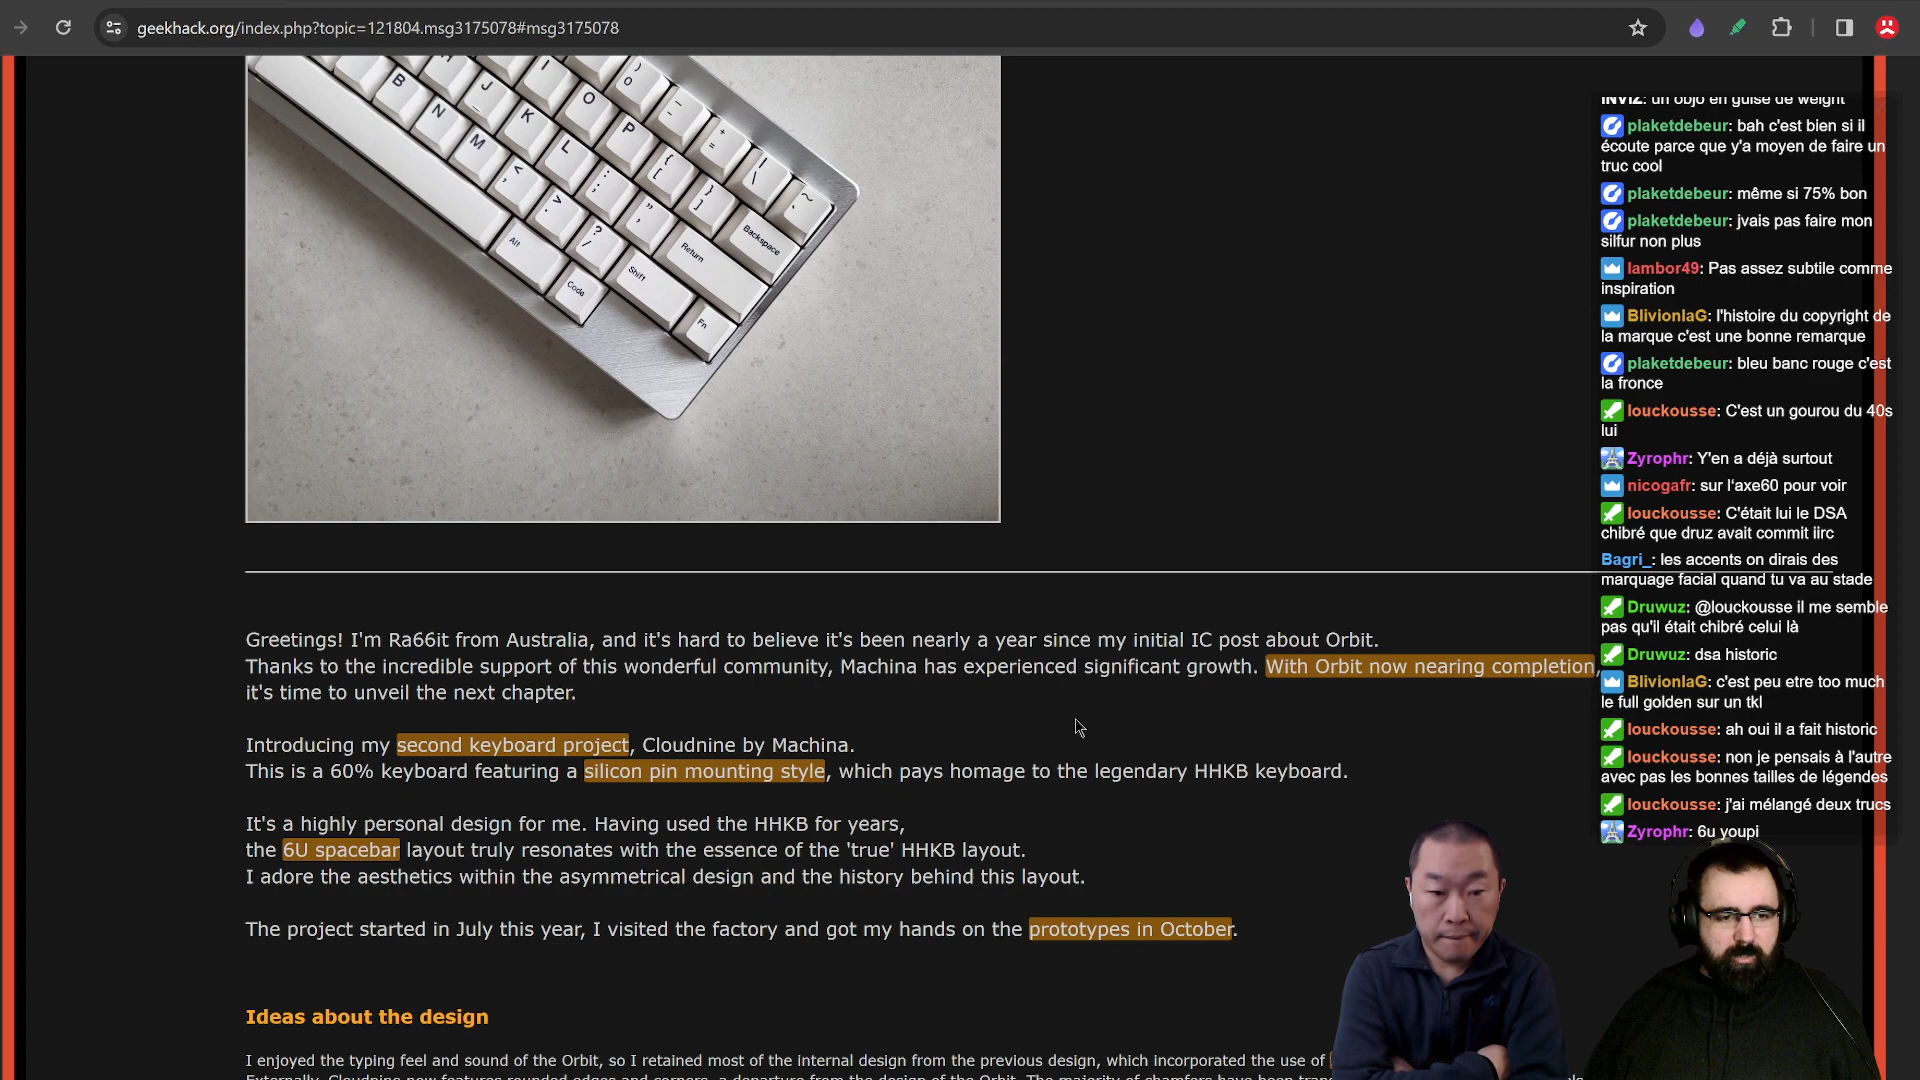 geekhack.org/index.php?topic=121804.msg3175078#msg3175078
) 0
I O P
_ -
+ =
| \
~ `
B N M
H J K L
{ [
} ]
: ;
" '
< ,
> .
? /
Alt
Code
Shift
Return
Backspace
Fn
INVIZ: un objo en guise de weight
plaketdebeur: bah c'est bien si il
écoute parce que y'a moyen de faire un
truc cool
plaketdebeur: même si 75% bon
plaketdebeur: jvais pas faire mon
silfur non plus
lambor49: Pas assez subtile comme
inspiration
BlivionIaG: l'histoire du copyright de
la marque c'est une bonne remarque
plaketdebeur: bleu banc rouge c'est
la fronce
louckousse: C'est un gourou du 40s
lui
Zyrophr: Y'en a déjà surtout
nicogafr: sur l'axe60 pour voir
louckousse: C'était lui le DSA
chibré que druz avait commit iirc
Bagri_: les accents on dirais des
marquage facial quand tu va au stade
Druwuz: @louckousse il me semble
pas qu'il était chibré celui là
Druwuz: dsa historic
BlivionIaG: c'est peu etre too much
le full golden sur un tkl
louckousse: ah oui il a fait historic
louckousse: non je pensais à l'autre
avec pas les bonnes tailles de légendes
louckousse: j'ai mélangé deux trucs
Zyrophr: 6u youpi
Greetings! I'm Ra66it from Australia, and it's hard to believe it's been nearly a year since my initial IC post about Orbit.
Thanks to the incredible support of this wonderful community, Machina has experienced significant growth. With Orbit now nearing completion,
it's time to unveil the next chapter.
Introducing my second keyboard project, Cloudnine by Machina.
This is a 60% keyboard featuring a silicon pin mounting style, which pays homage to the legendary HHKB keyboard.
It's a highly personal design for me. Having used the HHKB for years,
the 6U spacebar layout truly resonates with the essence of the 'true' HHKB layout.
I adore the aesthetics within the asymmetrical design and the history behind this layout.
The project started in July this year, I visited the factory and got my hands on the prototypes in October.
Ideas about the design
I enjoyed the typing feel and sound of the Orbit, so I retained most of the internal design from the previous design, which incorporated the use of